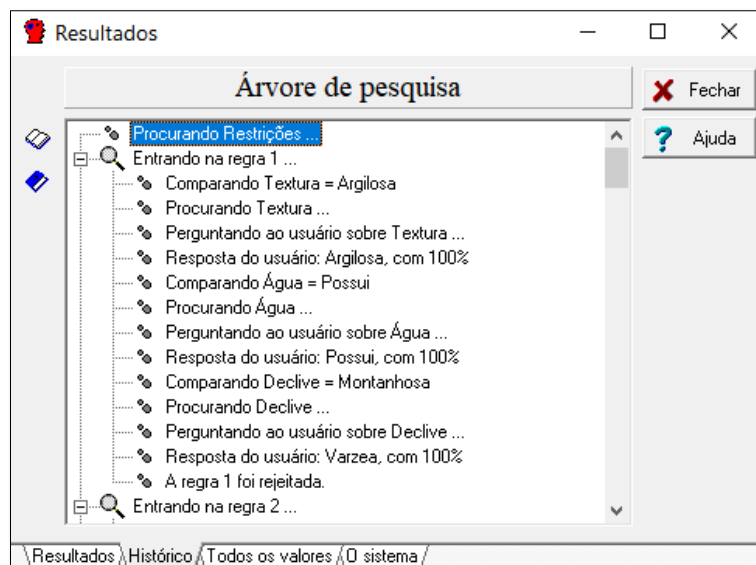 Resultados
Árvore de pesquisa
Fechar
Ajuda
Procurando Restrições ...
Entrando na regra 1 ...
Comparando Textura = Argilosa
Procurando Textura ...
Perguntando ao usuário sobre Textura ...
Resposta do usuário: Argilosa, com 100%
Comparando Água = Possui
Procurando Água ...
Perguntando ao usuário sobre Água ...
Resposta do usuário: Possui, com 100%
Comparando Declive = Montanhosa
Procurando Declive ...
Perguntando ao usuário sobre Declive ...
Resposta do usuário: Varzea, com 100%
A regra 1 foi rejeitada.
Entrando na regra 2 ...
Resultados Histórico Todos os valores O sistema